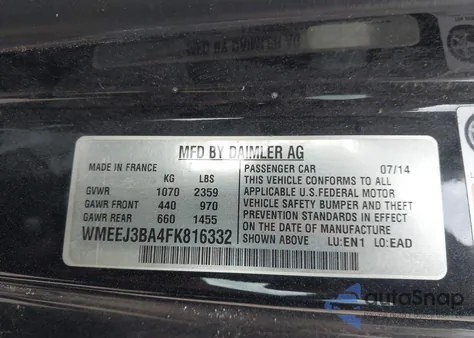 MFD BY DAIMLER AG
MADE IN FRANCE
KG LBS
GVWR 1070 2359
GAWR FRONT 440 970
GAWR REAR 660 1455
WMEEJ3BA4FK816332
PASSENGER CAR 07/14
THIS VEHICLE CONFORMS TO ALL
APPLICABLE U.S.FEDERAL MOTOR
VEHICLE SAFETY BUMPER AND THEFT
PREVENTION STANDARDS IN EFFECT
ON THE DATE OF MANUFACTURE
SHOWN ABOVE LU:EN1 LO:EAD
autoSnap